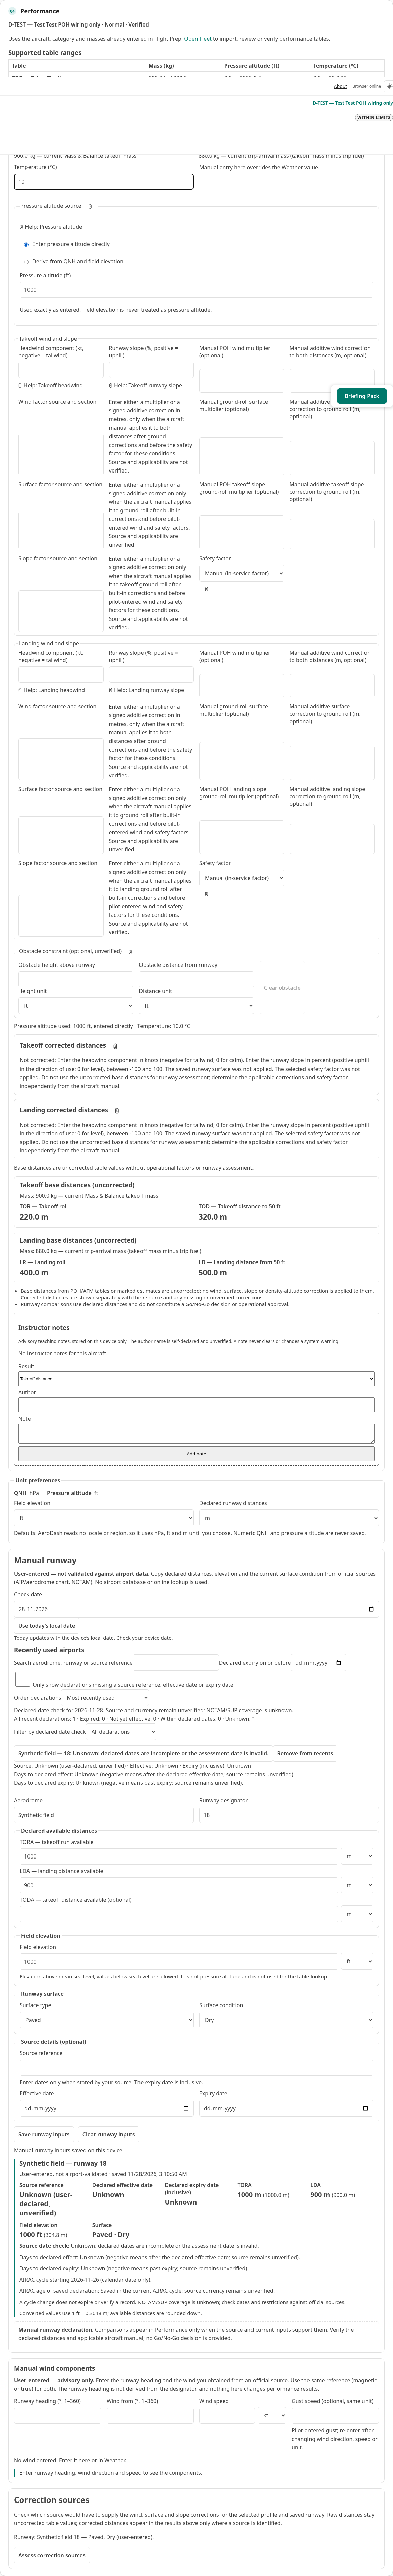 Performance
D-TEST — Test Test POH wiring only · Normal · Verified
Uses the aircraft, category and masses already entered in Flight Prep. Open Fleet to import, review or verify performance tables.
Supported table ranges
Table Mass (kg) Pressure altitude (ft) Temperature (°C)
About Browser online
D-TEST — Test Test POH wiring only
WITHIN LIMITS
900.0 kg — current Mass & Balance takeoff mass
880.0 kg — current trip-arrival mass (takeoff mass minus trip fuel)
Temperature (°C)
Manual entry here overrides the Weather value.
10
Pressure altitude source
Help: Pressure altitude
Enter pressure altitude directly
Derive from QNH and field elevation
Pressure altitude (ft)
1000
Used exactly as entered. Field elevation is never treated as pressure altitude.
Takeoff wind and slope
Headwind component (kt, negative = tailwind)
Runway slope (%, positive = uphill)
Manual POH wind multiplier (optional)
Manual additive wind correction to both distances (m, optional)
Help: Takeoff headwind
Help: Takeoff runway slope
Briefing Pack
Wind factor source and section
Enter either a multiplier or a signed additive correction in metres, only when the aircraft manual applies it to both distances after ground corrections and before the safety factor for these conditions. Source and applicability are not verified.
Manual ground-roll surface multiplier (optional)
Manual additive
correction to ground roll (m, optional)
Surface factor source and section
Enter either a multiplier or a signed additive correction only when the aircraft manual applies it to takeoff ground roll after built-in corrections and before pilot-entered wind and safety factors. Source and applicability are unverified.
Manual POH takeoff slope ground-roll multiplier (optional)
Manual additive takeoff slope correction to ground roll (m, optional)
Slope factor source and section
Enter either a multiplier or a signed additive correction only when the aircraft manual applies it to takeoff ground roll after built-in corrections and before pilot-entered wind and safety factors for these conditions. Source and applicability are not verified.
Safety factor
Manual (in-service factor)
Landing wind and slope
Headwind component (kt, negative = tailwind)
Runway slope (%, positive = uphill)
Manual POH wind multiplier (optional)
Manual additive wind correction to both distances (m, optional)
Help: Landing headwind
Help: Landing runway slope
Wind factor source and section
Enter either a multiplier or a signed additive correction in metres, only when the aircraft manual applies it to both distances after ground corrections and before the safety factor for these conditions. Source and applicability are not verified.
Manual ground-roll surface multiplier (optional)
Manual additive surface correction to ground roll (m, optional)
Surface factor source and section
Enter either a multiplier or a signed additive correction only when the aircraft manual applies it to landing ground roll after built-in corrections and before pilot-entered wind and safety factors. Source and applicability are unverified.
Manual POH landing slope ground-roll multiplier (optional)
Manual additive landing slope correction to ground roll (m, optional)
Slope factor source and section
Enter either a multiplier or a signed additive correction only when the aircraft manual applies it to landing ground roll after built-in corrections and before pilot-entered wind and safety factors for these conditions. Source and applicability are not verified.
Safety factor
Manual (in-service factor)
Obstacle constraint (optional, unverified)
Obstacle height above runway
Obstacle distance from runway
Clear obstacle
Height unit
Distance unit
ft
ft
Pressure altitude used: 1000 ft, entered directly · Temperature: 10.0 °C
Takeoff corrected distances
Not corrected: Enter the headwind component in knots (negative for tailwind; 0 for calm). Enter the runway slope in percent (positive uphill in the direction of use; 0 for level), between -100 and 100. The saved runway surface was not applied. The selected safety factor was not applied. Do not use the uncorrected base distances for runway assessment; determine the applicable corrections and safety factor independently from the aircraft manual.
Landing corrected distances
Not corrected: Enter the headwind component in knots (negative for tailwind; 0 for calm). Enter the runway slope in percent (positive uphill in the direction of use; 0 for level), between -100 and 100. The saved runway surface was not applied. The selected safety factor was not applied. Do not use the uncorrected base distances for runway assessment; determine the applicable corrections and safety factor independently from the aircraft manual.
Base distances are uncorrected table values without operational factors or runway assessment.
Takeoff base distances (uncorrected)
Mass: 900.0 kg — current Mass & Balance takeoff mass
TOR — Takeoff roll
220.0 m
TOD — Takeoff distance to 50 ft
320.0 m
Landing base distances (uncorrected)
Mass: 880.0 kg — current trip-arrival mass (takeoff mass minus trip fuel)
LR — Landing roll
400.0 m
LD — Landing distance from 50 ft
500.0 m
Base distances from POH/AFM tables or marked estimates are uncorrected: no wind, surface, slope or density-altitude correction is applied to them. Corrected distances are shown separately with their source and any missing or unverified corrections.
Runway comparisons use declared distances and do not constitute a Go/No-Go decision or operational approval.
Instructor notes
Advisory teaching notes, stored on this device only. The author name is self-declared and unverified. A note never clears or changes a system warning.
No instructor notes for this aircraft.
Result
Takeoff distance
Author
Note
Add note
Unit preferences
QNH hPa Pressure altitude ft
Field elevation
Declared runway distances
ft
m
Defaults: AeroDash reads no locale or region, so it uses hPa, ft and m until you choose. Numeric QNH and pressure altitude are never saved.
Manual runway
User-entered — not validated against airport data. Copy declared distances, elevation and the current surface condition from official sources (AIP/aerodrome chart, NOTAM). No airport database or online lookup is used.
Check date
28.11.2026
Use today's local date
Today updates with the device's local date. Check your device date.
Recently used airports
Search aerodrome, runway or source reference
Declared expiry on or before dd.mm.yyyy
Only show declarations missing a source reference, effective date or expiry date
Order declarations Most recently used
Declared date check for 2026-11-28. Source and currency remain unverified; NOTAM/SUP coverage is unknown.
All recent declarations: 1 · Expired: 0 · Not yet effective: 0 · Within declared dates: 0 · Unknown: 1
Filter by declared date check All declarations
Synthetic field — 18: Unknown: declared dates are incomplete or the assessment date is invalid.
Remove from recents
Source: Unknown (user-declared, unverified) · Effective: Unknown · Expiry (inclusive): Unknown
Days to declared effect: Unknown (negative means after the declared effective date; source remains unverified).
Days to declared expiry: Unknown (negative means past expiry; source remains unverified).
Aerodrome
Runway designator
Synthetic field
18
Declared available distances
TORA — takeoff run available
1000 m
LDA — landing distance available
900 m
TODA — takeoff distance available (optional)
m
Field elevation
Field elevation
1000 ft
Elevation above mean sea level; values below sea level are allowed. It is not pressure altitude and is not used for the table lookup.
Runway surface
Surface type
Surface condition
Paved
Dry
Source details (optional)
Source reference
Enter dates only when stated by your source. The expiry date is inclusive.
Effective date
Expiry date
dd.mm.yyyy
dd.mm.yyyy
Save runway inputs
Clear runway inputs
Manual runway inputs saved on this device.
Synthetic field — runway 18
User-entered, not airport-validated · saved 11/28/2026, 3:10:50 AM
Source reference
Unknown (user-declared, unverified)
Declared effective date
Unknown
Declared expiry date (inclusive)
Unknown
TORA
1000 m (1000.0 m)
LDA
900 m (900.0 m)
Field elevation
1000 ft (304.8 m)
Surface
Paved · Dry
Source date check: Unknown: declared dates are incomplete or the assessment date is invalid.
Days to declared effect: Unknown (negative means after the declared effective date; source remains unverified).
Days to declared expiry: Unknown (negative means past expiry; source remains unverified).
AIRAC cycle starting 2026-11-26 (calendar date only).
AIRAC age of saved declaration: Saved in the current AIRAC cycle; source currency remains unverified.
A cycle change does not expire or verify a record. NOTAM/SUP coverage is unknown; check dates and restrictions against official sources.
Converted values use 1 ft = 0.3048 m; available distances are rounded down.
Manual runway declaration. Comparisons appear in Performance only when the source and current inputs support them. Verify the declared distances and applicable aircraft manual; no Go/No-Go decision is provided.
Manual wind components
User-entered — advisory only. Enter the runway heading and the wind you obtained from an official source. Use the same reference (magnetic or true) for both. The runway heading is not derived from the designator, and nothing here changes performance results.
Runway heading (°, 1–360)
Wind from (°, 1–360)
Wind speed
Gust speed (optional, same unit)
kt
Pilot-entered gust; re-enter after changing wind direction, speed or unit.
No wind entered. Enter it here or in Weather.
Enter runway heading, wind direction and speed to see the components.
Correction sources
Check which source would have to supply the wind, surface and slope corrections for the selected profile and saved runway. Raw distances stay uncorrected table values; corrected distances appear in the results above only where a source is identified.
Runway: Synthetic field 18 — Paved, Dry (user-entered).
Assess correction sources